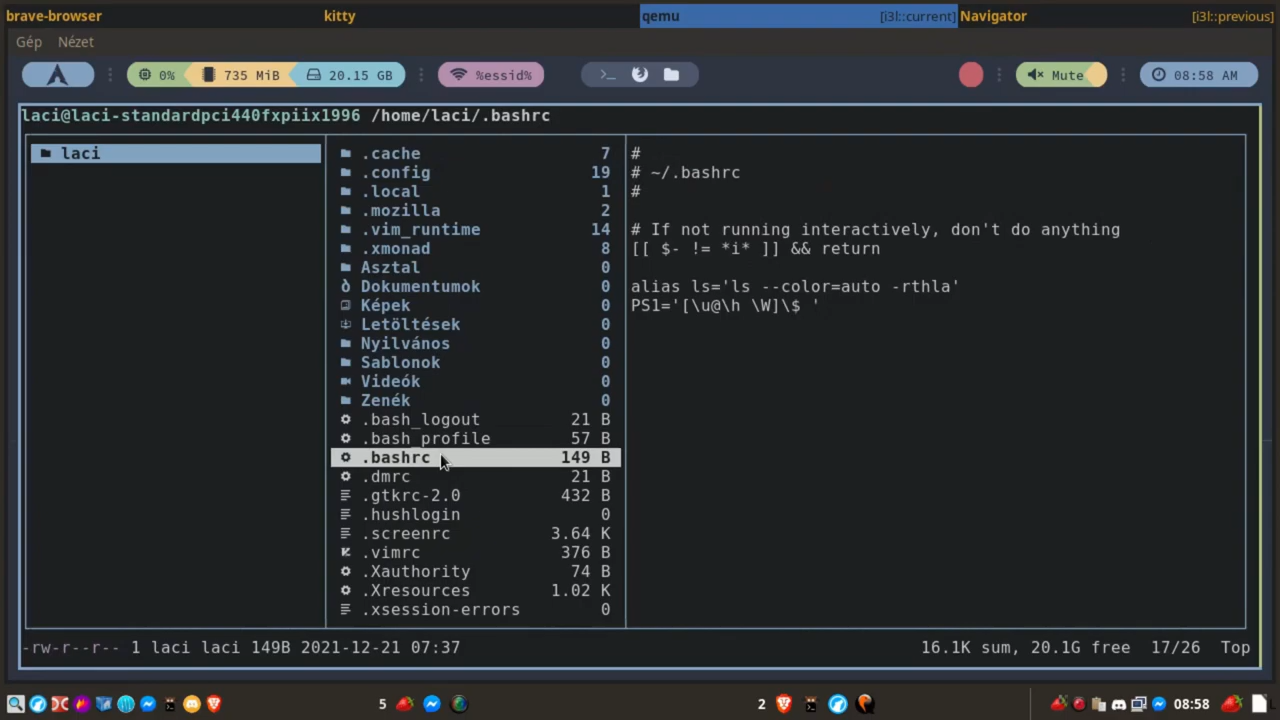 brave-browser kitty qemu [i3l::current] Navigator [i3l::previous]
Gép Nézet
0% 735 MiB 20.15 GB %essid% >_ Mute 08:58 AM
laci@laci-standardpci440fxpiix1996 /home/laci/.bashrc
laci
.cache 7
.config 19
.local 1
.mozilla 2
.vim_runtime 14
.xmonad 8
Asztal 0
Dokumentumok 0
Képek 0
Letöltések 0
Nyilvános 0
Sablonok 0
Videók 0
Zenék 0
.bash_logout 21 B
.bash_profile 57 B
.bashrc 149 B
.dmrc 21 B
.gtkrc-2.0 432 B
.hushlogin 0
.screenrc 3.64 K
.vimrc 376 B
.Xauthority 74 B
.Xresources 1.02 K
.xsession-errors 0
#
# ~/.bashrc
#
# If not running interactively, don't do anything
[[ $- != *i* ]] && return
alias ls='ls --color=auto -rthla'
PS1='[\u@\h \W]\$ '
-rw-r--r-- 1 laci laci 149B 2021-12-21 07:37 16.1K sum, 20.1G free 17/26 Top
5 2 08:58